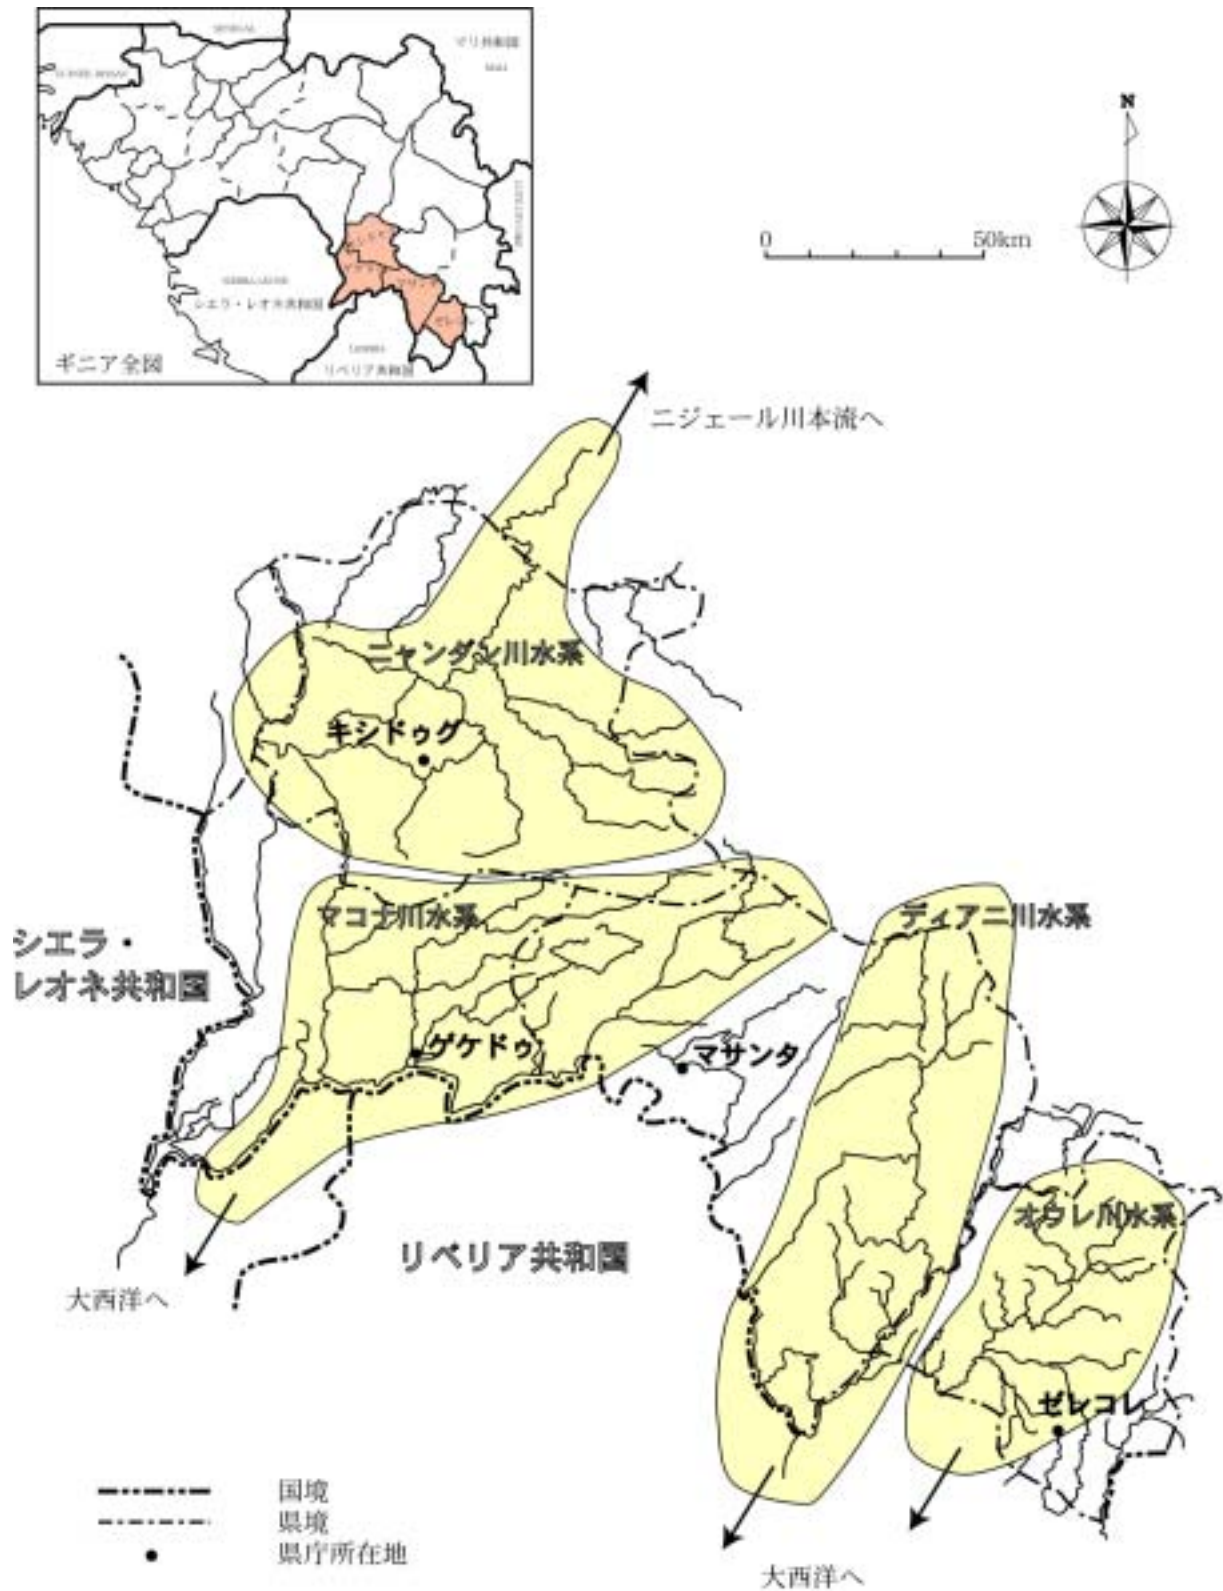 SENEGAL
マリ共和国
MALI
N
0
50km
シエラ・レオネ共和国
リベリア共和国
ギニア全図
ニジェール川本流へ
ニャンダン川水系
キシドゥグ
マコナ川水系
ディアニ川水系
シエラ・
レオネ共和国
ゲケドゥ
マサンタ
オウレ川水系
リベリア共和国
大西洋へ
ゼレコレ
国境
県境
県庁所在地
大西洋へ